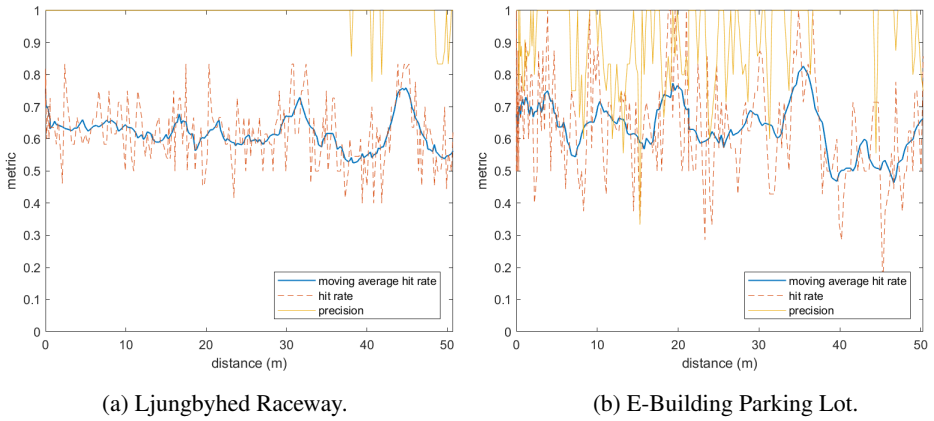 1
0.9
0.8
0.7
0.6
0.5
0.4
0.3
0.2
0.1
0
metric
0 10 20 30 40 50
distance (m)
moving average hit rate
hit rate
precision
(a) Ljungbyhed Raceway.
1
0.9
0.8
0.7
0.6
0.5
0.4
0.3
0.2
0.1
0
metric
0 10 20 30 40 50
distance (m)
moving average hit rate
hit rate
precision
(b) E-Building Parking Lot.